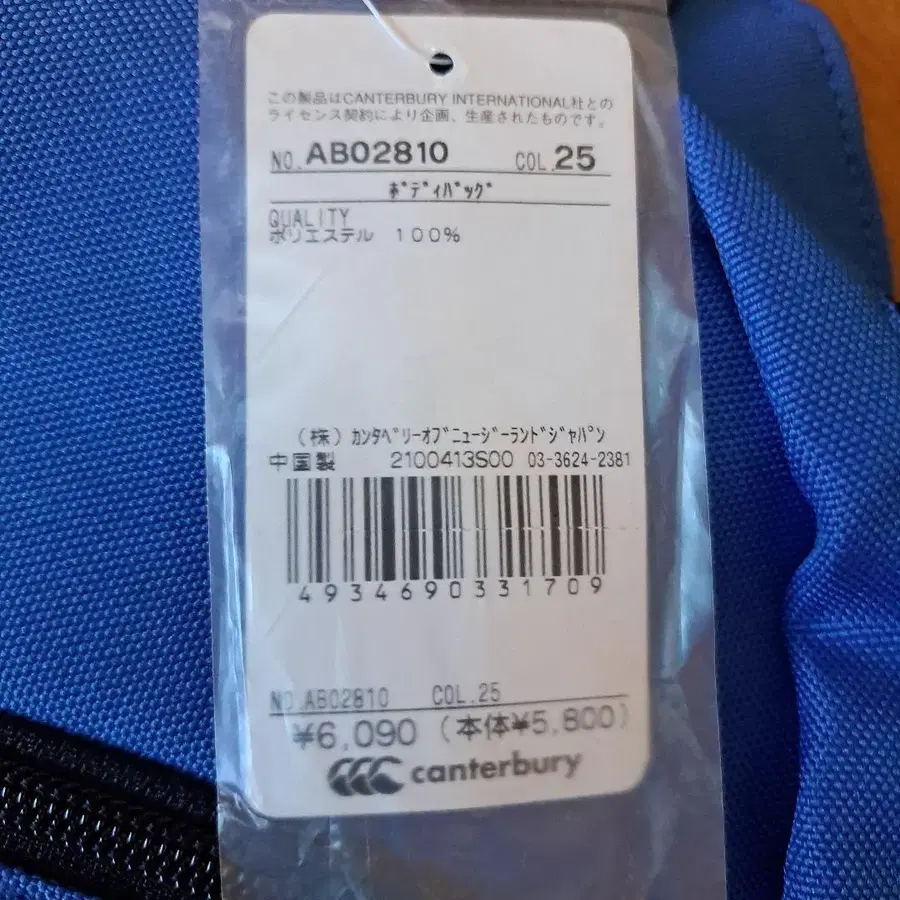 この製品はCANTERBURY INTERNATIONAL社との
ライセンス契約により企画、生産されたものです。
NO. AB02810 COL. 25
ﾎﾞﾃﾞｨﾊﾞｯｸﾞ
QUALITY
ポリエステル 100%
(株) ｶﾝﾀﾍﾞﾘｰｵﾌﾞﾆｭｰｼﾞｰﾗﾝﾄﾞｼﾞｬﾊﾟﾝ
中国製 2100413S00 03-3624-2381
4934690331709
NO. AB02810 COL. 25
¥6,090 (本体¥5,800)
canterbury